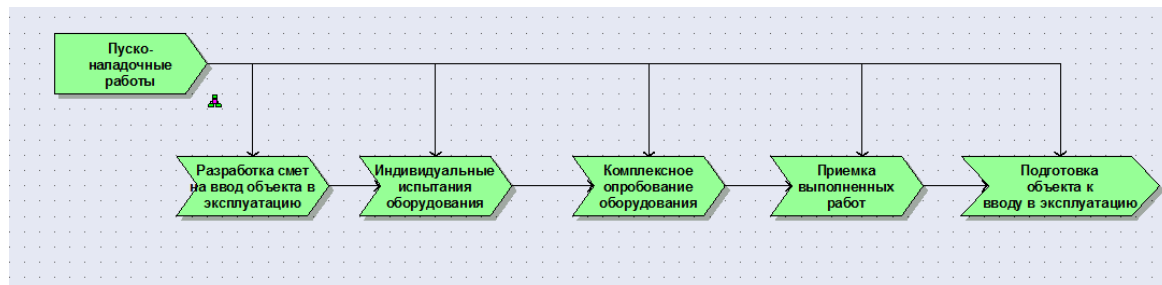 Пуско-
наладочные
работы
Разработка смет
на ввод объекта в
эксплуатацию
Индивидуальные
испытания
оборудования
Комплексное
опробование
оборудования
Приемка
выполненных
работ
Подготовка
объекта к
вводу в эксплуатацию